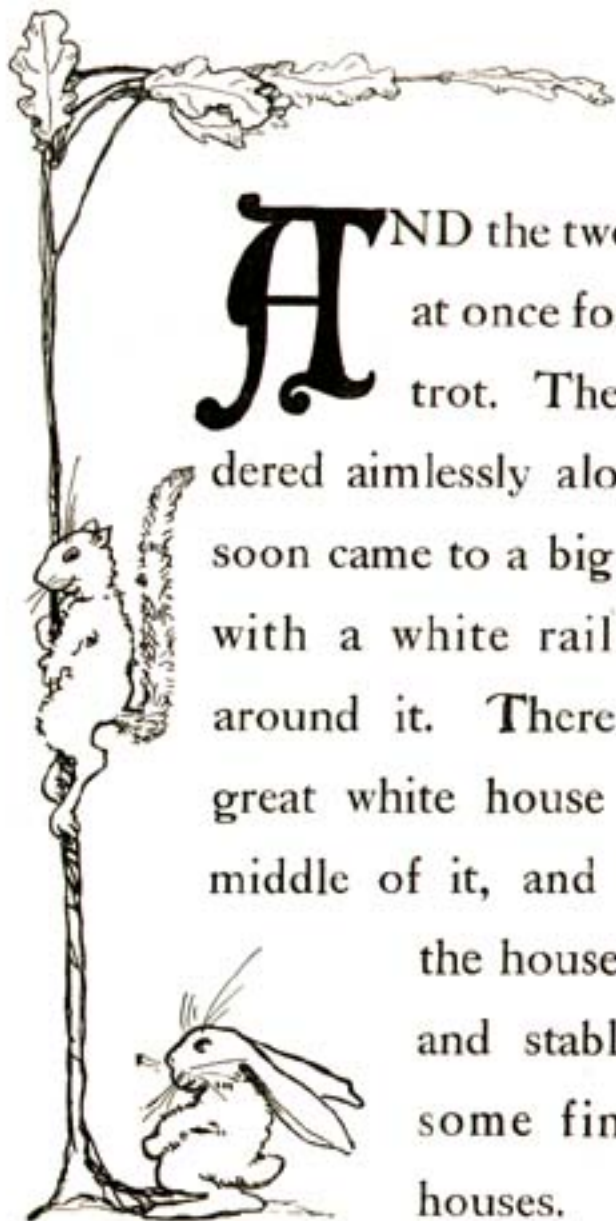 AND the two
at once fo
trot. The
dered aimlessly alo
soon came to a big
with a white rail
around it. There
great white house
middle of it, and
the house
and stabl
some fin
houses.